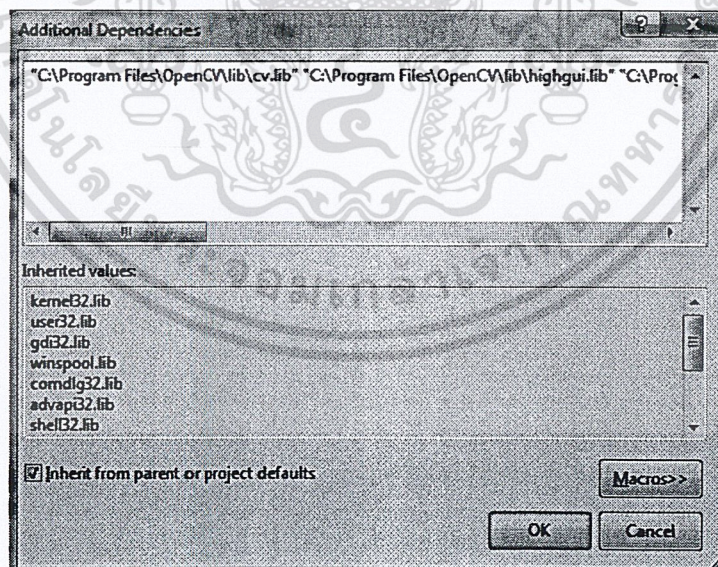 Additional Dependencies
"C:\Program Files\OpenCV\lib\cv.lib" "C:\Program Files\OpenCV\lib\highgui.lib" "C:\Prog
Inherited values:
kernel32.lib
user32.lib
gdi32.lib
winspool.lib
comdlg32.lib
advapi32.lib
shell32.lib
Inherit from parent or project defaults
Macros>>
OK
Cancel